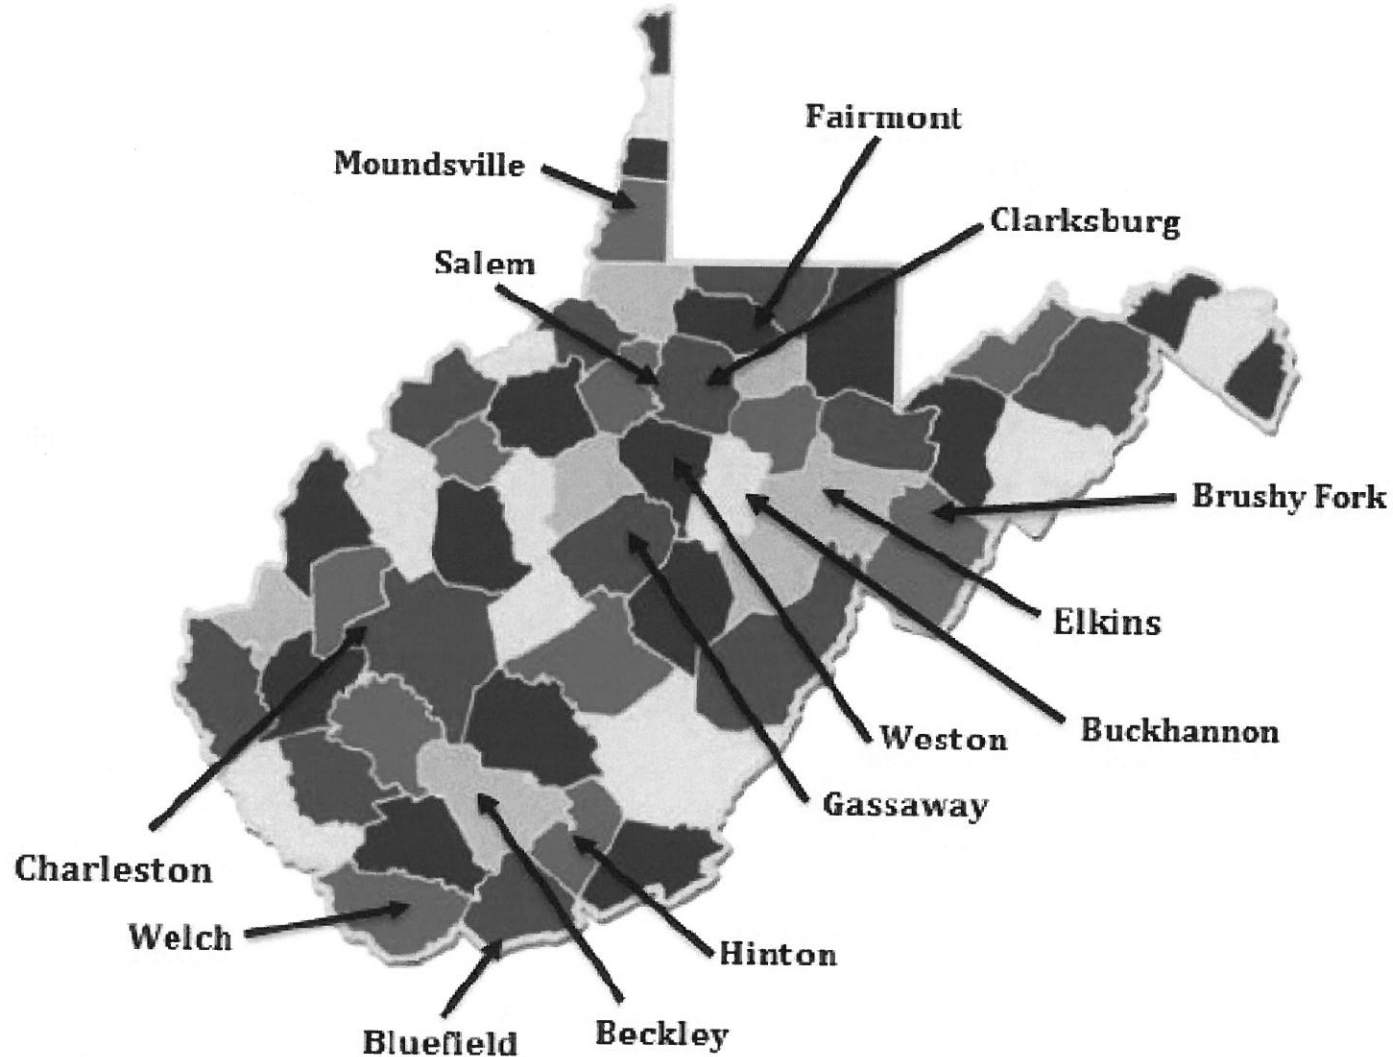 Fairmont
Moundsville
Clarksburg
Salem
Brushy Fork
Elkins
Buckhannon
Weston
Gassaway
Charleston
Welch
Hinton
Beckley
Bluefield